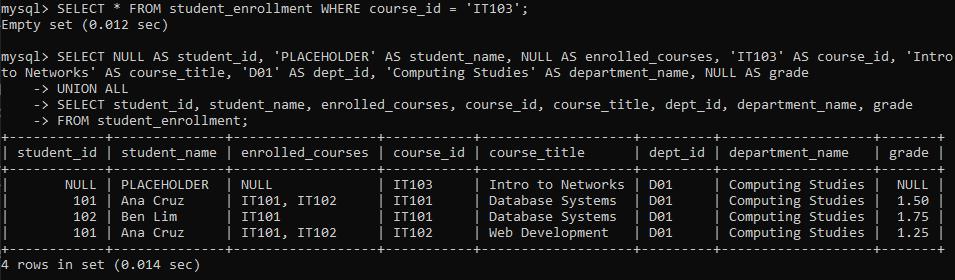 mysql> SELECT * FROM student_enrollment WHERE course_id = 'IT103';
Empty set (0.012 sec)
mysql> SELECT NULL AS student_id, 'PLACEHOLDER' AS student_name, NULL AS enrolled_courses, 'IT103' AS course_id, 'Intro
to Networks' AS course_title, 'D01' AS dept_id, 'Computing Studies' AS department_name, NULL AS grade
    -> UNION ALL
    -> SELECT student_id, student_name, enrolled_courses, course_id, course_title, dept_id, department_name, grade
    -> FROM student_enrollment;
+------------+--------------+------------------+-----------+-------------------+---------+-------------------+-------+
| student_id | student_name | enrolled_courses | course_id | course_title      | dept_id | department_name   | grade |
+------------+--------------+------------------+-----------+-------------------+---------+-------------------+-------+
|       NULL | PLACEHOLDER  | NULL             | IT103     | Intro to Networks | D01     | Computing Studies |  NULL |
|        101 | Ana Cruz     | IT101, IT102     | IT101     | Database Systems  | D01     | Computing Studies |  1.50 |
|        102 | Ben Lim      | IT101            | IT101     | Database Systems  | D01     | Computing Studies |  1.75 |
|        101 | Ana Cruz     | IT101, IT102     | IT102     | Web Development   | D01     | Computing Studies |  1.25 |
+------------+--------------+------------------+-----------+-------------------+---------+-------------------+-------+
4 rows in set (0.014 sec)